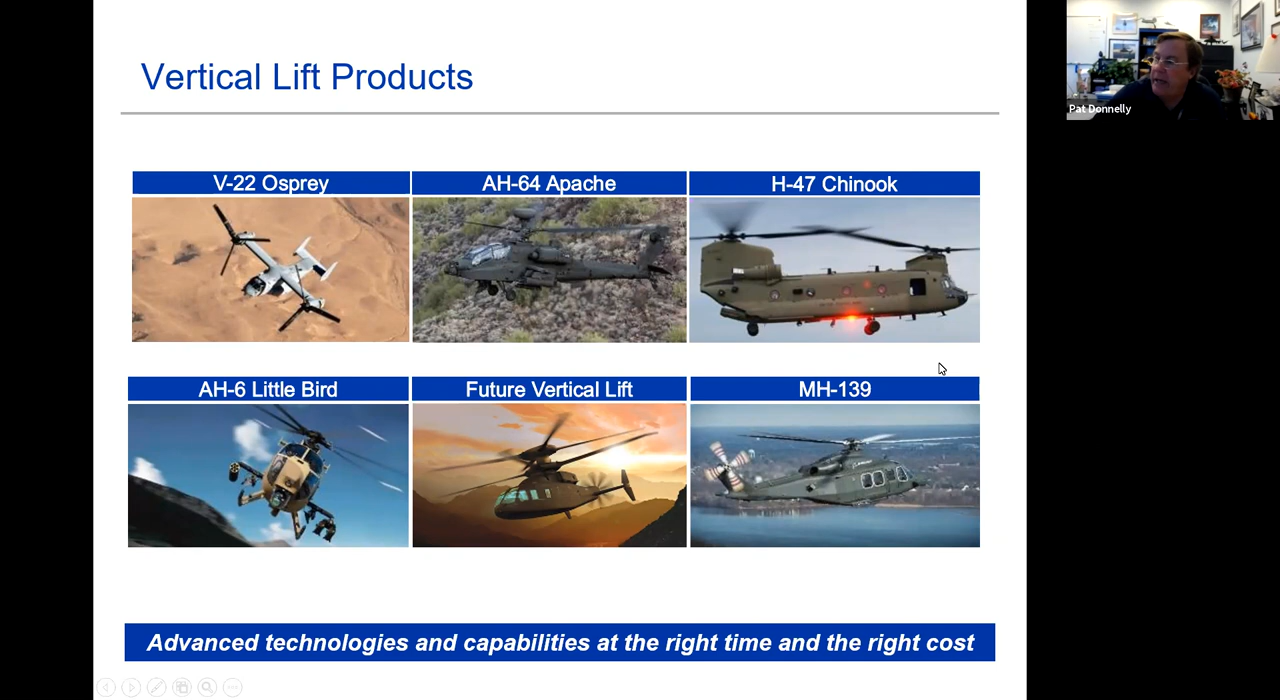 Vertical Lift Products
Pat Donnelly
V-22 Osprey
AH-64 Apache
H-47 Chinook
AH-6 Little Bird
Future Vertical Lift
MH-139
Advanced technologies and capabilities at the right time and the right cost